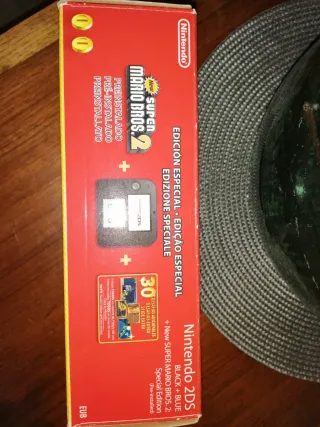 Nintendo
NEW
SUPER
MARIO BROS. 2
PREINSTALADO
PRÉ-INSTALADO
PREINSTALLATO
+
EDICIÓN ESPECIAL • EDIÇÃO ESPECIAL
EDIZIONE SPECIALE
+
30
Nintendo 2DS
BLACK + BLUE
+ New SUPER MARIO BROS. 2:
Special Edition
(Pre-installed)
EUB